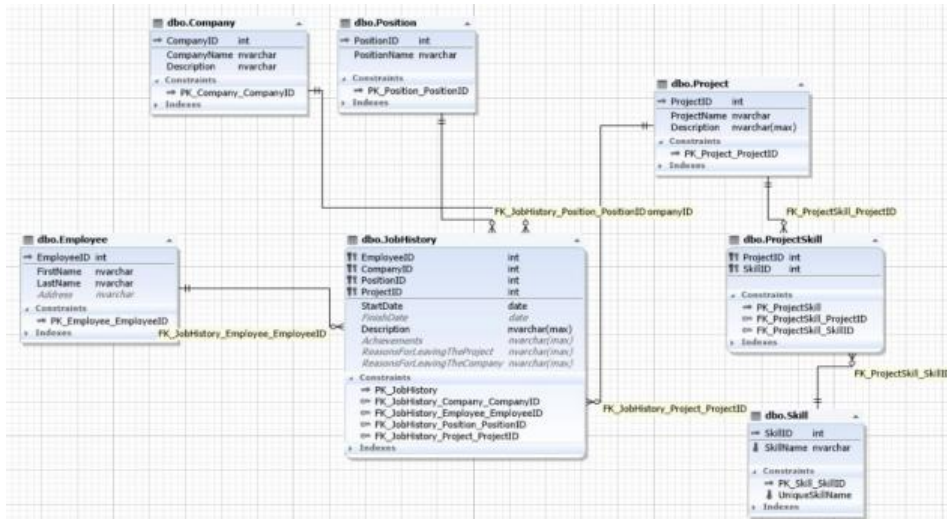 dbo.Company
CompanyID int
CompanyName nvarchar
Description nvarchar
Constraints
PK_Company_CompanyID
Indexes
dbo.Position
PositionID int
PositionName nvarchar
Constraints
PK_Position_PositionID
Indexes
dbo.Project
ProjectID int
ProjectName nvarchar
Description nvarchar(max)
Constraints
PK_Project_ProjectID
Indexes
FK_JobHistory_Position_PositionID ompanyID
FK_ProjectSkill_ProjectID
dbo.Employee
EmployeeID int
FirstName nvarchar
LastName nvarchar
Address nvarchar
Constraints
PK_Employee_EmployeeID
Indexes
FK_JobHistory_Employee_EmployeeID
dbo.JobHistory
EmployeeID int
CompanyID int
PositionID int
ProjectID int
StartDate date
FinishDate date
Description nvarchar(max)
Achievements nvarchar(max)
ReasonsForLeavingTheProject nvarchar(max)
ReasonsForLeavingTheCompany nvarchar(max)
Constraints
PK_JobHistory
FK_JobHistory_Company_CompanyID
FK_JobHistory_Employee_EmployeeID
FK_JobHistory_Position_PositionID
FK_JobHistory_Project_ProjectID
Indexes
FK_JobHistory_Project_ProjectID
dbo.ProjectSkill
ProjectID int
SkillID int
Constraints
PK_ProjectSkill
FK_ProjectSkill_ProjectID
FK_ProjectSkill_SkillID
Indexes
FK_ProjectSkill_SkillI
dbo.Skill
SkillID int
SkillName nvarchar
Constraints
PK_Skill_SkillID
UniqueSkillName
Indexes